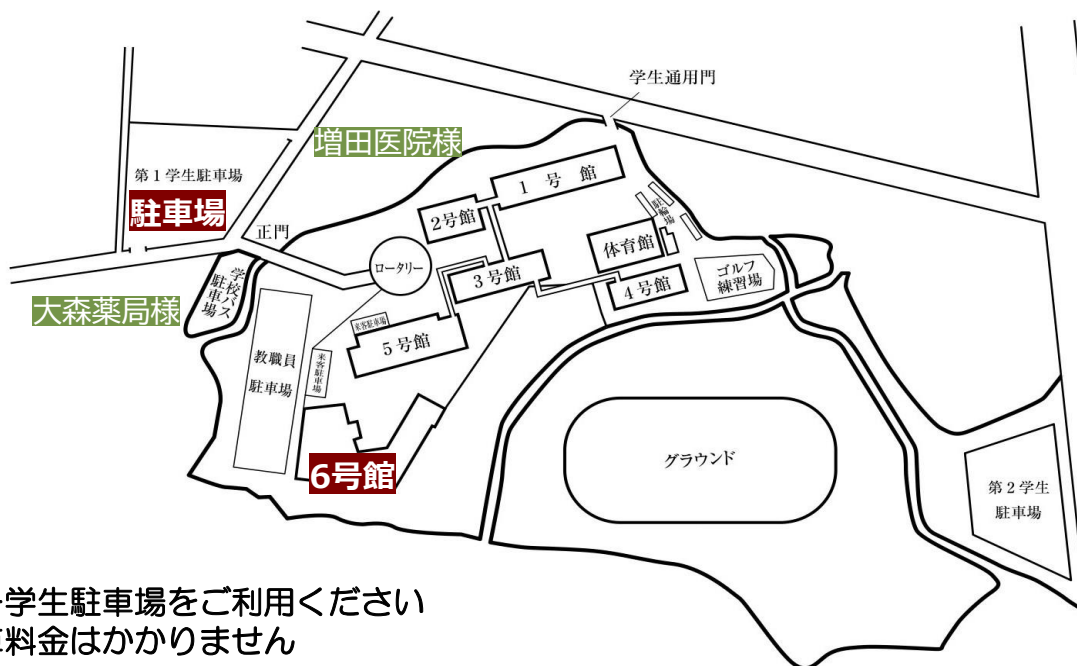 学生通用門
増田医院様
1号館
第1学生駐車場
駐車場
2号館
駐輪場
正門
体育館
ロータリー
3号館
ゴルフ
練習場
4号館
学校バス
駐車場
大森薬局様
来客駐車場
5号館
教職員
駐車場
来客駐車場
グラウンド
6号館
第2学生
駐車場
学生駐車場をご利用ください
料金はかかりません